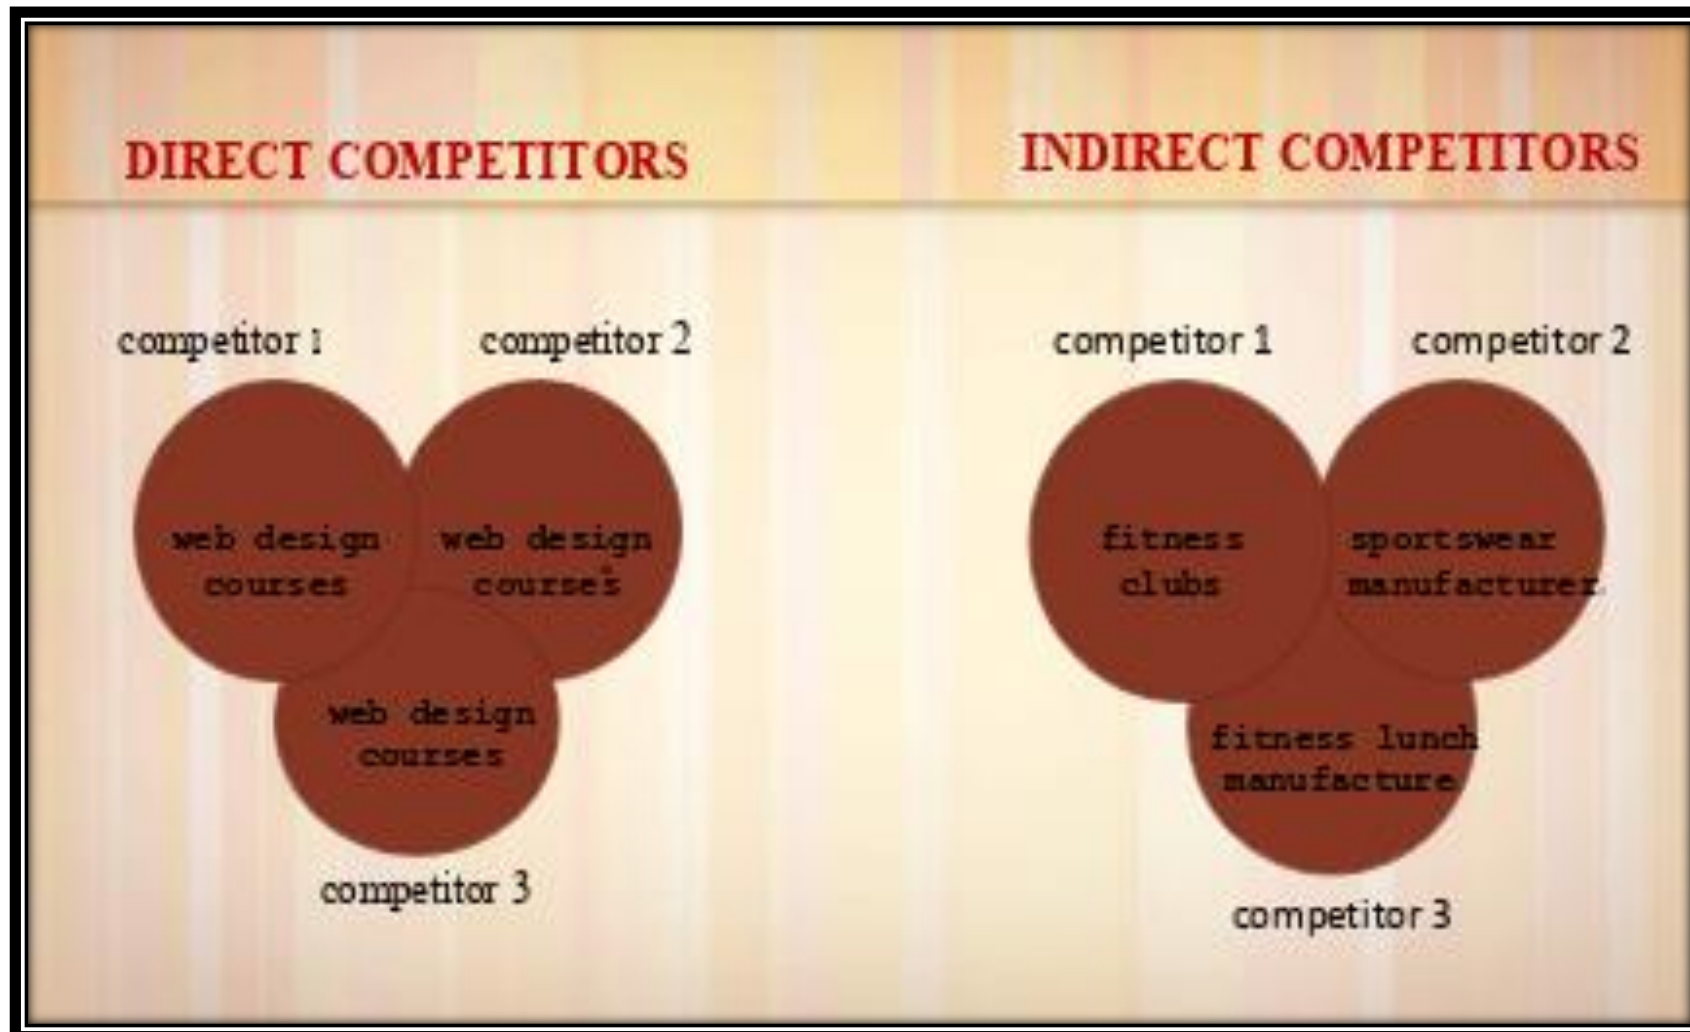 DIRECT COMPETITORS
INDIRECT COMPETITORS
competitor 1
competitor 2
web design
courses
web design
courses
web design
courses
competitor 3
competitor 1
competitor 2
fitness
clubs
sportswear
manufacturer
fitness lunch
manufacture
competitor 3